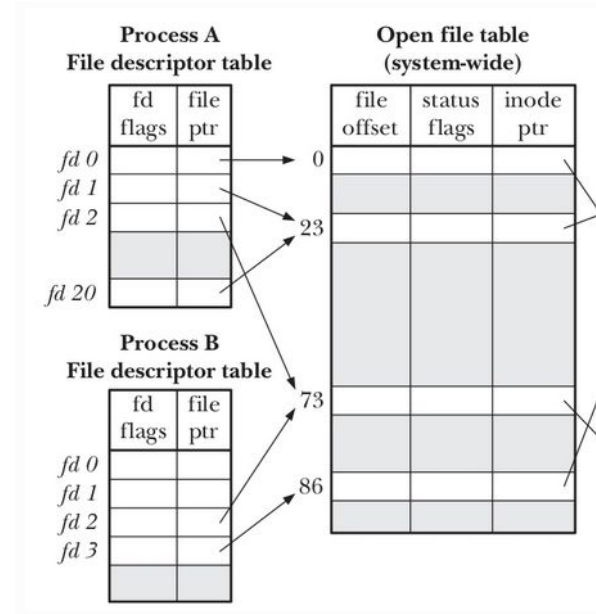 Process A
File descriptor table
fd flags
file ptr
fd 0
fd 1
fd 2
fd 20
Process B
File descriptor table
fd flags
file ptr
fd 0
fd 1
fd 2
fd 3
Open file table
(system-wide)
file offset
status flags
inode ptr
0
23
73
86